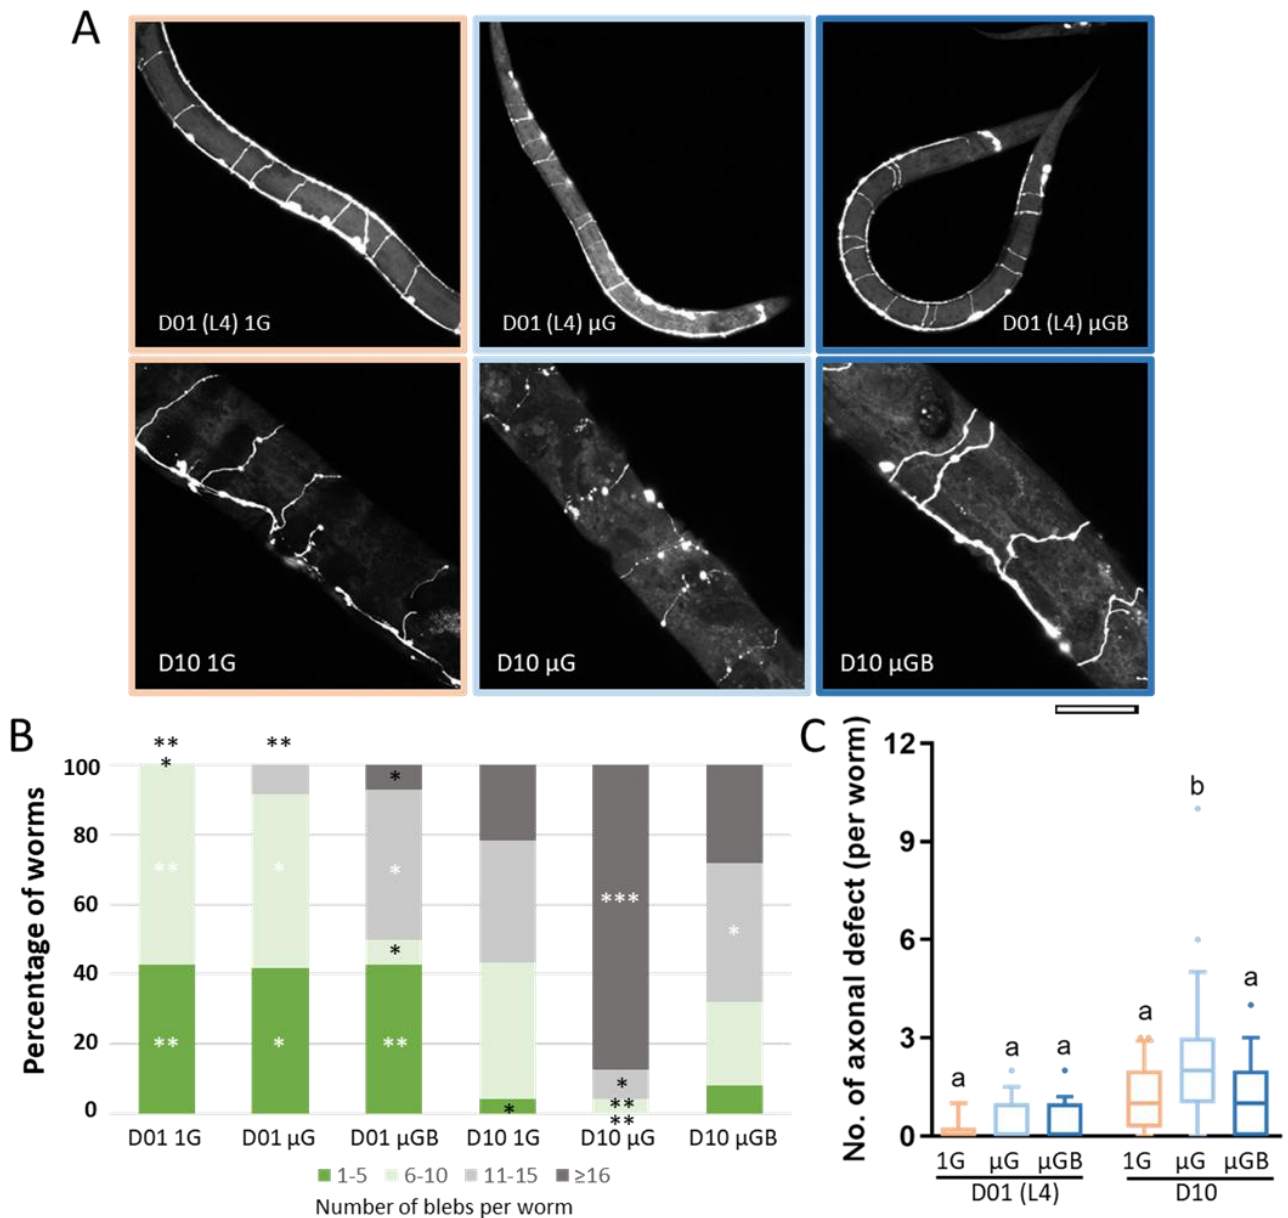 A
D01 (L4) 1G
D01 (L4) µG
D01 (L4) µGB
D10 1G
D10 µG
D10 µGB
B
Percentage of worms
100
80
60
40
20
0
** 
*
**
**
**
*
*
*
*
*
**
*
***
*
**
**
*
D01 1G
D01 µG
D01 µGB
D10 1G
D10 µG
D10 µGB
1-5
6-10
11-15
≥16
Number of blebs per worm
C
No. of axonal defect (per worm)
12
9
6
3
0
a
a
a
a
b
a
1G
µG
µGB
1G
µG
µGB
D01 (L4)
D10